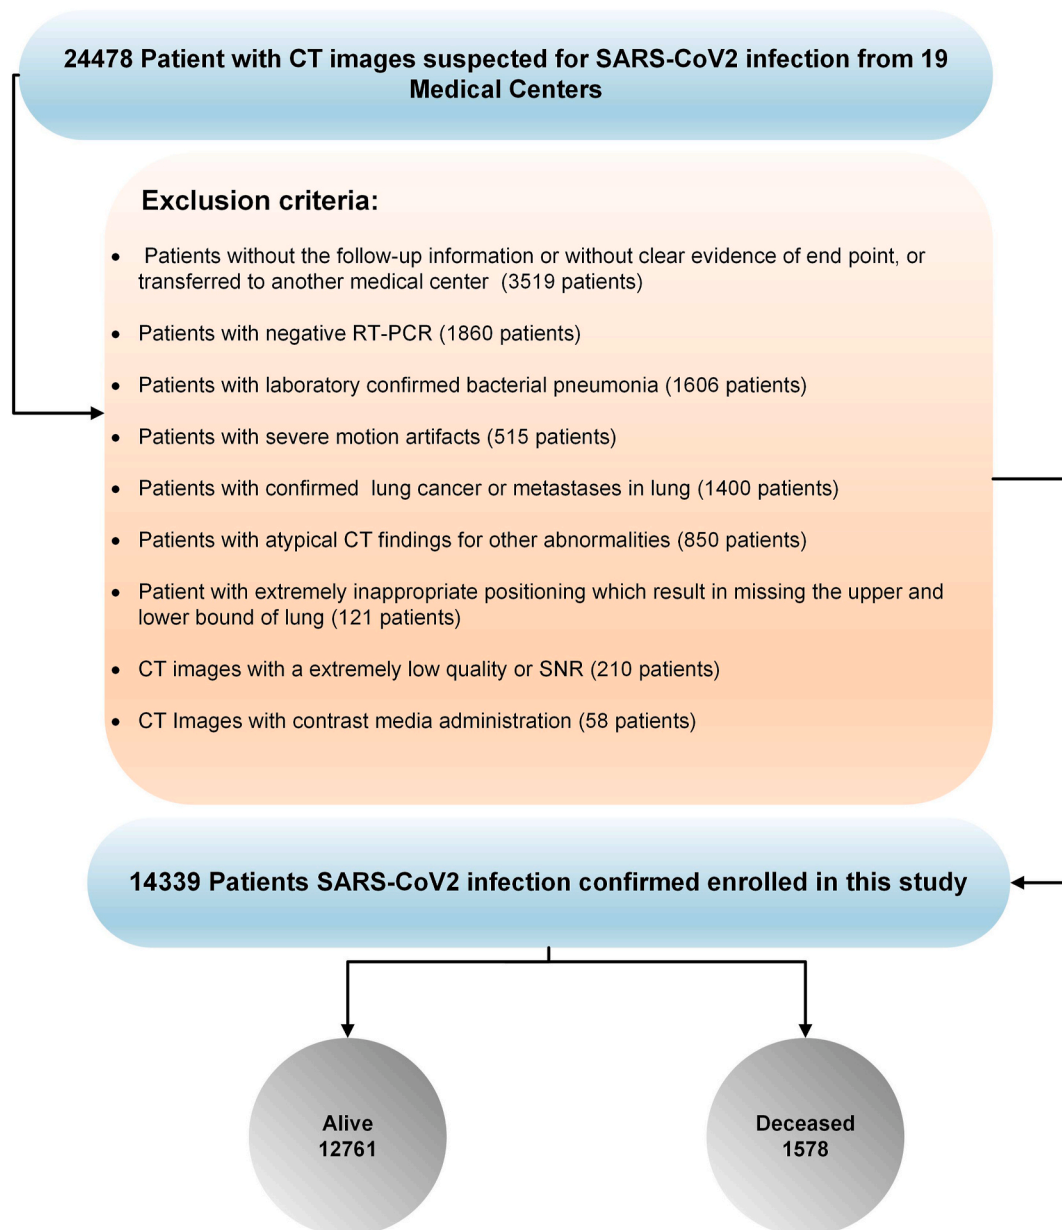 24478 Patient with CT images suspected for SARS-CoV2 infection from 19
Medical Centers
Exclusion criteria:
• Patients without the follow-up information or without clear evidence of end point, or
transferred to another medical center (3519 patients)
• Patients with negative RT-PCR (1860 patients)
• Patients with laboratory confirmed bacterial pneumonia (1606 patients)
• Patients with severe motion artifacts (515 patients)
• Patients with confirmed lung cancer or metastases in lung (1400 patients)
• Patients with atypical CT findings for other abnormalities (850 patients)
• Patient with extremely inappropriate positioning which result in missing the upper and
lower bound of lung (121 patients)
• CT images with a extremely low quality or SNR (210 patients)
• CT Images with contrast media administration (58 patients)
14339 Patients SARS-CoV2 infection confirmed enrolled in this study
Alive
12761
Deceased
1578